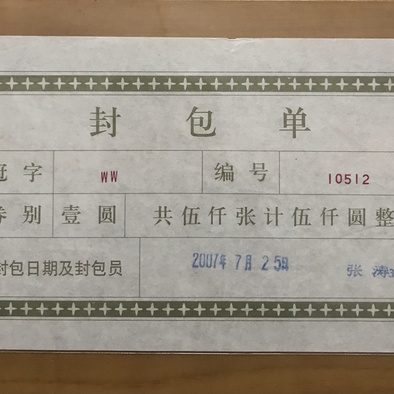 封包单
冠字 WW 编号 10512
券别 壹圆 共伍仟张计伍仟圆整
封包日期及封包员 2007年7月25日 张涛